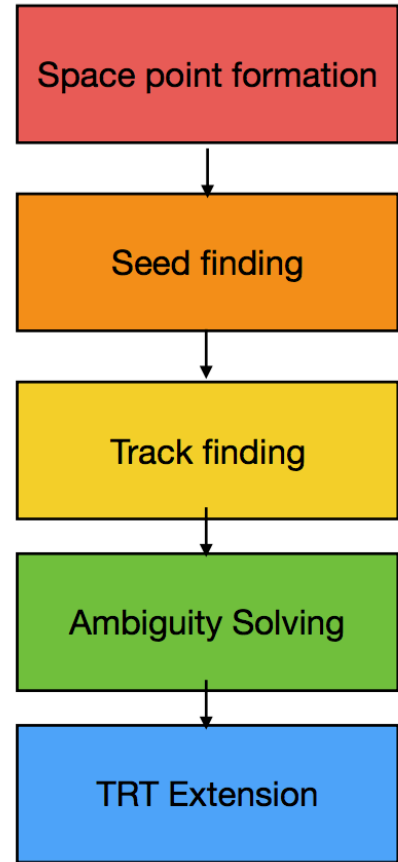 Space point formation
Seed finding
Track finding
Ambiguity Solving
TRT Extension